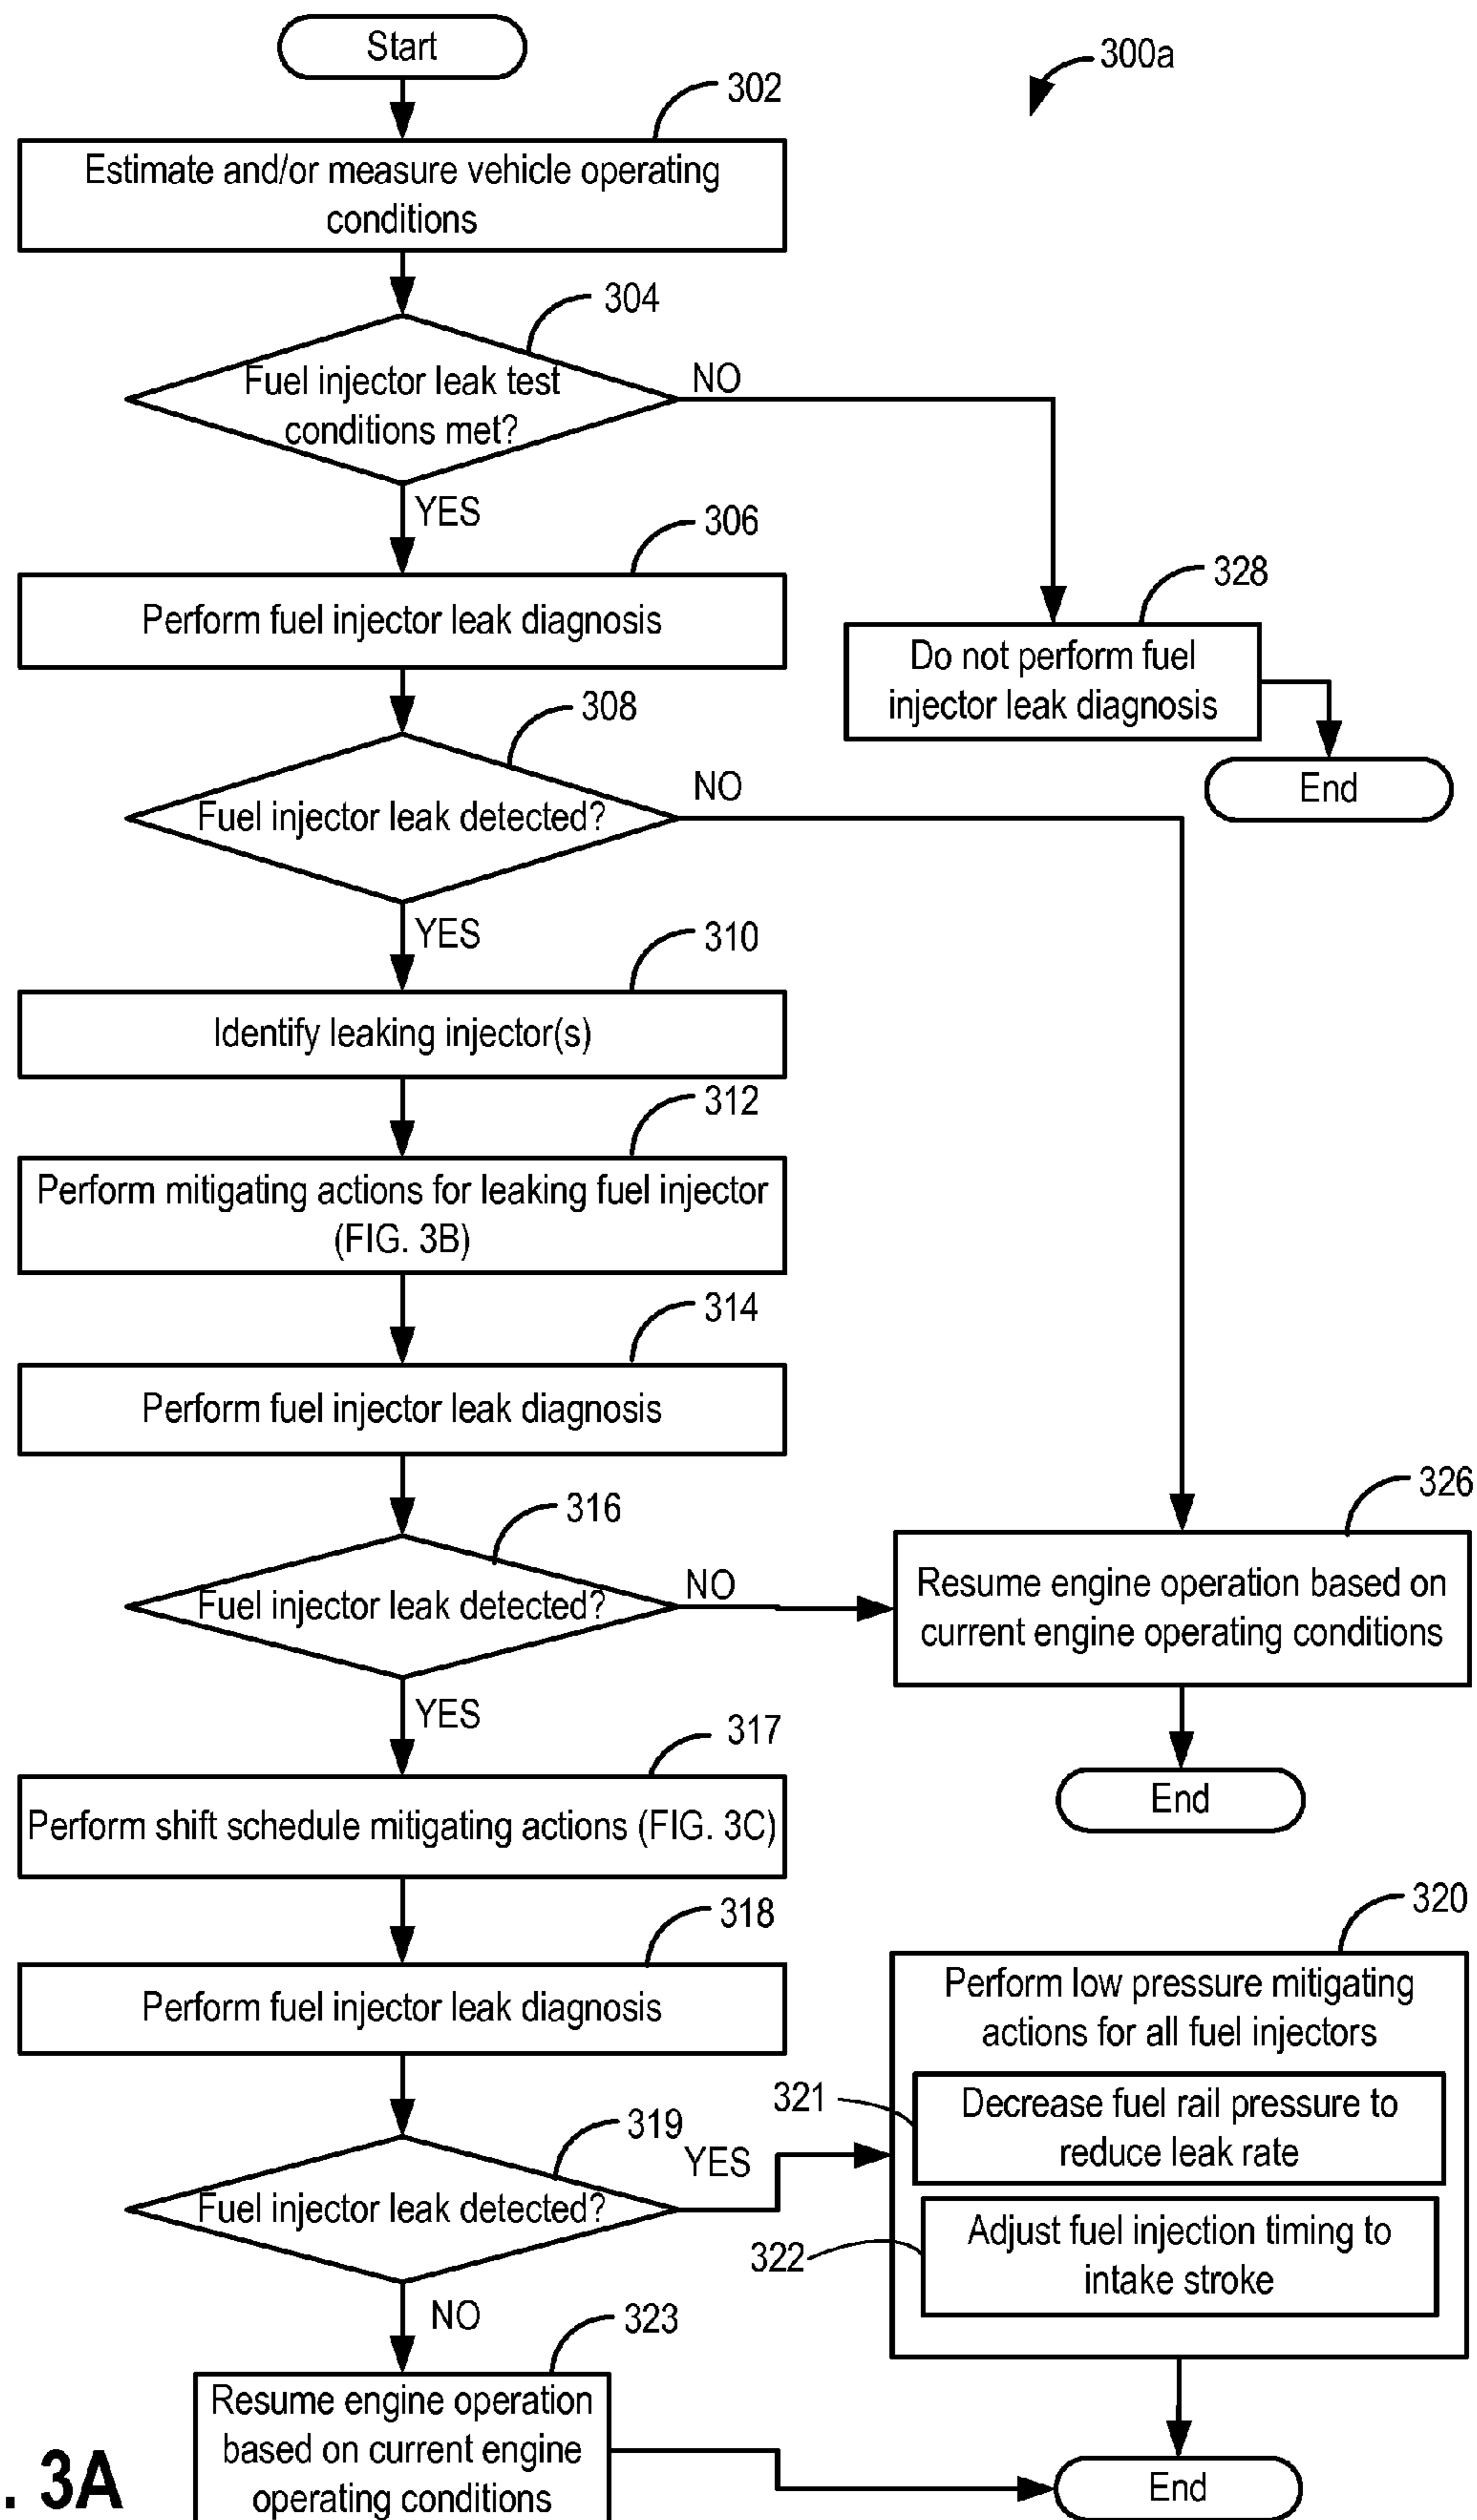 Start
300a
302
Estimate and/or measure vehicle operating
conditions
304
Fuel injector leak test
conditions met?
NO
YES
306
Perform fuel injector leak diagnosis
328
Do not perform fuel
injector leak diagnosis
End
308
Fuel injector leak detected?
NO
YES
310
Identify leaking injector(s)
312
Perform mitigating actions for leaking fuel injector
(FIG. 3B)
314
Perform fuel injector leak diagnosis
316
Fuel injector leak detected?
NO
YES
326
Resume engine operation based on
current engine operating conditions
End
317
Perform shift schedule mitigating actions (FIG. 3C)
318
Perform fuel injector leak diagnosis
319
Fuel injector leak detected?
YES
NO
320
Perform low pressure mitigating
actions for all fuel injectors
321
Decrease fuel rail pressure to
reduce leak rate
322
Adjust fuel injection timing to
intake stroke
323
Resume engine operation
based on current engine
operating conditions
End
. 3A